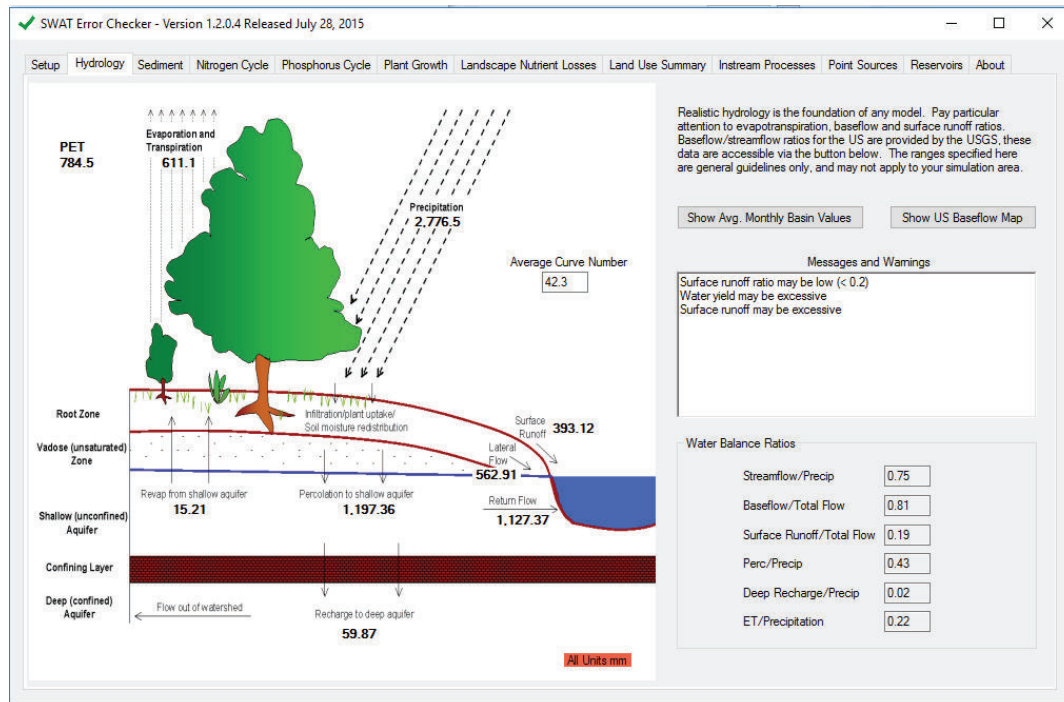 SWAT Error Checker - Version 1.2.0.4 Released July 28, 2015
Setup Hydrology Sediment Nitrogen Cycle Phosphorus Cycle Plant Growth Landscape Nutrient Losses Land Use Summary Instream Processes Point Sources Reservoirs About
PET
784.5
Evaporation and
Transpiration
611.1
Precipitation
2,776.5
Average Curve Number
42.3
Root Zone
Infiltration/plant uptake/
Soil moisture redistribution
Surface
Runoff 393.12
Vadose (unsaturated)
Zone
Lateral
Flow
562.91
Revap from shallow aquifer
15.21
Percolation to shallow aquifer
1,197.36
Return Flow
1,127.37
Shallow (unconfined)
Aquifer
Confining Layer
Deep (confined)
Aquifer
Flow out of watershed
Recharge to deep aquifer
59.87
All Units mm
Realistic hydrology is the foundation of any model. Pay particular
attention to evapotranspiration, baseflow and surface runoff ratios.
Baseflow/streamflow ratios for the US are provided by the USGS, these
data are accessible via the button below. The ranges specified here
are general guidelines only, and may not apply to your simulation area.
Show Avg. Monthly Basin Values Show US Baseflow Map
Messages and Warnings
Surface runoff ratio may be low (< 0.2)
Water yield may be excessive
Surface runoff may be excessive
Water Balance Ratios
Streamflow/Precip 0.75
Baseflow/Total Flow 0.81
Surface Runoff/Total Flow 0.19
Perc/Precip 0.43
Deep Recharge/Precip 0.02
ET/Precipitation 0.22